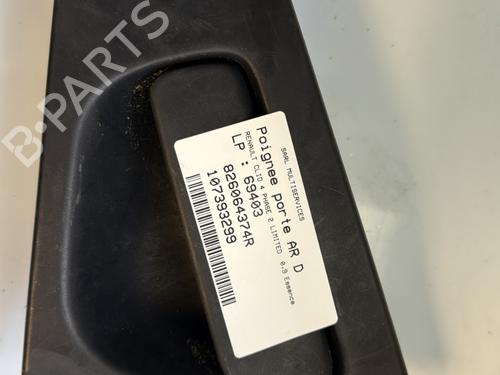 SARL MULTISERVICES
Poignee porte AR D
RENAULT CLIO 4 PHASE 2 LIMITED 0.9 Essence
LP : 69403
826064374R
107393299
B-PARTS